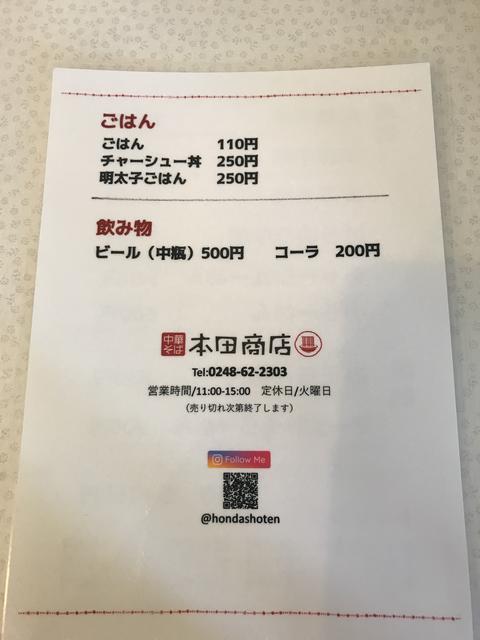 ごはん
ごはん 110円
チャーシュー丼 250円
明太子ごはん 250円
飲み物
ビール（中瓶）500円 コーラ 200円
中華そば 本田商店
Tel:0248-62-2303
営業時間/11:00-15:00 定休日/火曜日
（売り切れ次第終了します）
Follow Me
@hondashoten